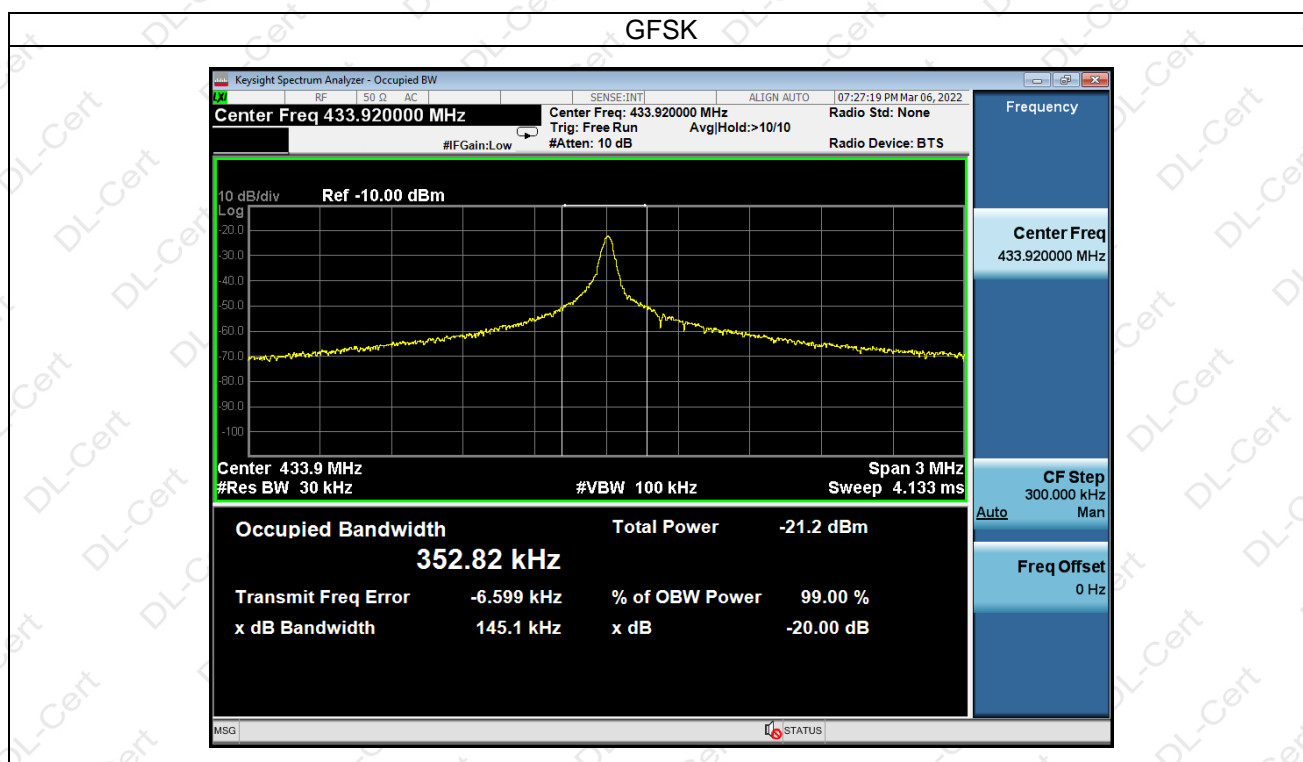 GFSK
Keysight Spectrum Analyzer - Occupied BW
LXI RF 50 Ω AC SENSE:INT ALIGN AUTO 07:27:19 PM Mar 06, 2022
Center Freq 433.920000 MHz
Center Freq: 433.920000 MHz Radio Std: None
Trig: Free Run Avg|Hold:>10/10
#IFGain:Low #Atten: 10 dB Radio Device: BTS
10 dB/div Ref -10.00 dBm
Log
-20.0
-30.0
-40.0
-50.0
-60.0
-70.0
-80.0
-90.0
-100
Center 433.9 MHz Span 3 MHz
#Res BW 30 kHz #VBW 100 kHz Sweep 4.133 ms
Occupied Bandwidth Total Power -21.2 dBm
352.82 kHz
Transmit Freq Error -6.599 kHz % of OBW Power 99.00 %
x dB Bandwidth 145.1 kHz x dB -20.00 dB
MSG STATUS
Frequency
Center Freq
433.920000 MHz
CF Step
300.000 kHz
Auto Man
Freq Offset
0 Hz
DL-Cert